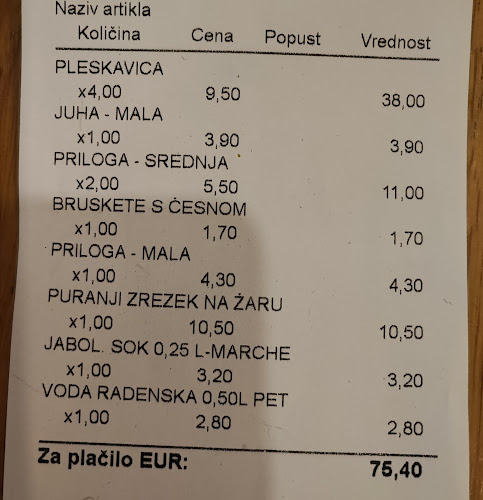 Naziv artikla
Količina Cena Popust Vrednost
PLESKAVICA
x4,00 9,50 38,00
JUHA - MALA
x1,00 3,90 3,90
PRILOGA - SREDNJA
x2,00 5,50 11,00
BRUSKETE S ČESNOM
x1,00 1,70 1,70
PRILOGA - MALA
x1,00 4,30 4,30
PURANJI ZREZEK NA ŽARU
x1,00 10,50 10,50
JABOL. SOK 0,25 L-MARCHE
x1,00 3,20 3,20
VODA RADENSKA 0,50L PET
x1,00 2,80 2,80
Za plačilo EUR: 75,40